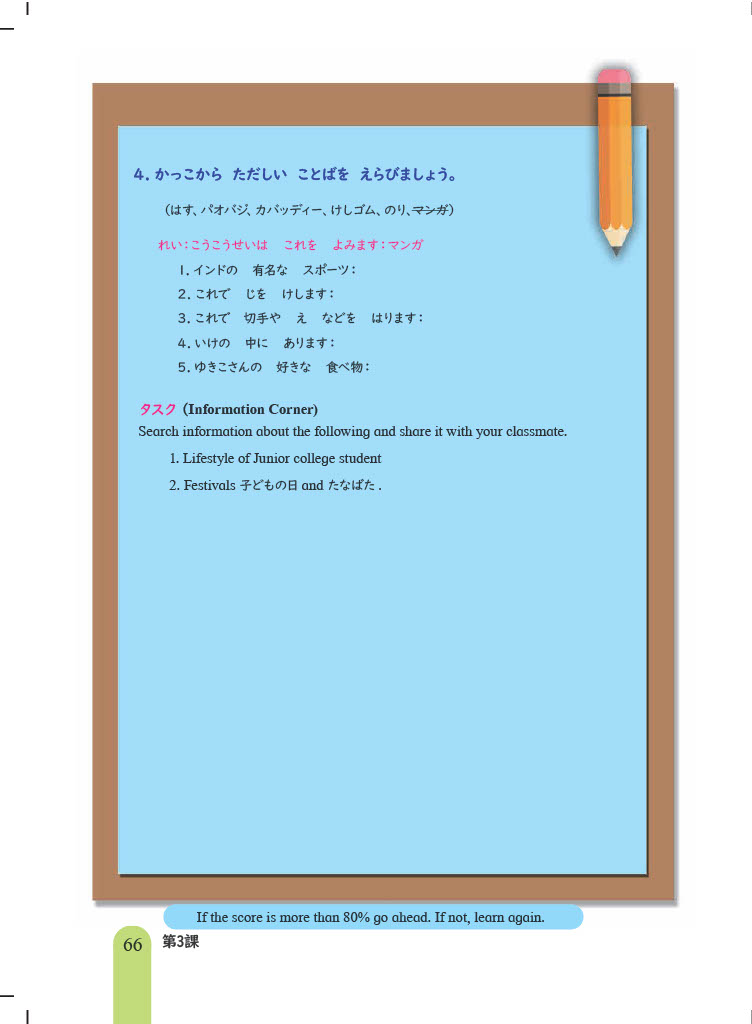 4. かっこから ただしい ことばを えらびましょう。
(はす、パオバジ、カバッディー、けしゴム、のり、マンガ)
れい：こうこうせいは これを よみます：マンガ
1. インドの 有名な スポーツ：
2. これで じを けします：
3. これで 切手や え などを はります：
4. いけの 中に あります：
5. ゆきこさんの 好きな 食べ物：
タスク (Information Corner)
Search information about the following and share it with your classmate.
1. Lifestyle of Junior college student
2. Festivals 子どもの日 and たなばた .
If the score is more than 80% go ahead. If not, learn again.
66 第3課